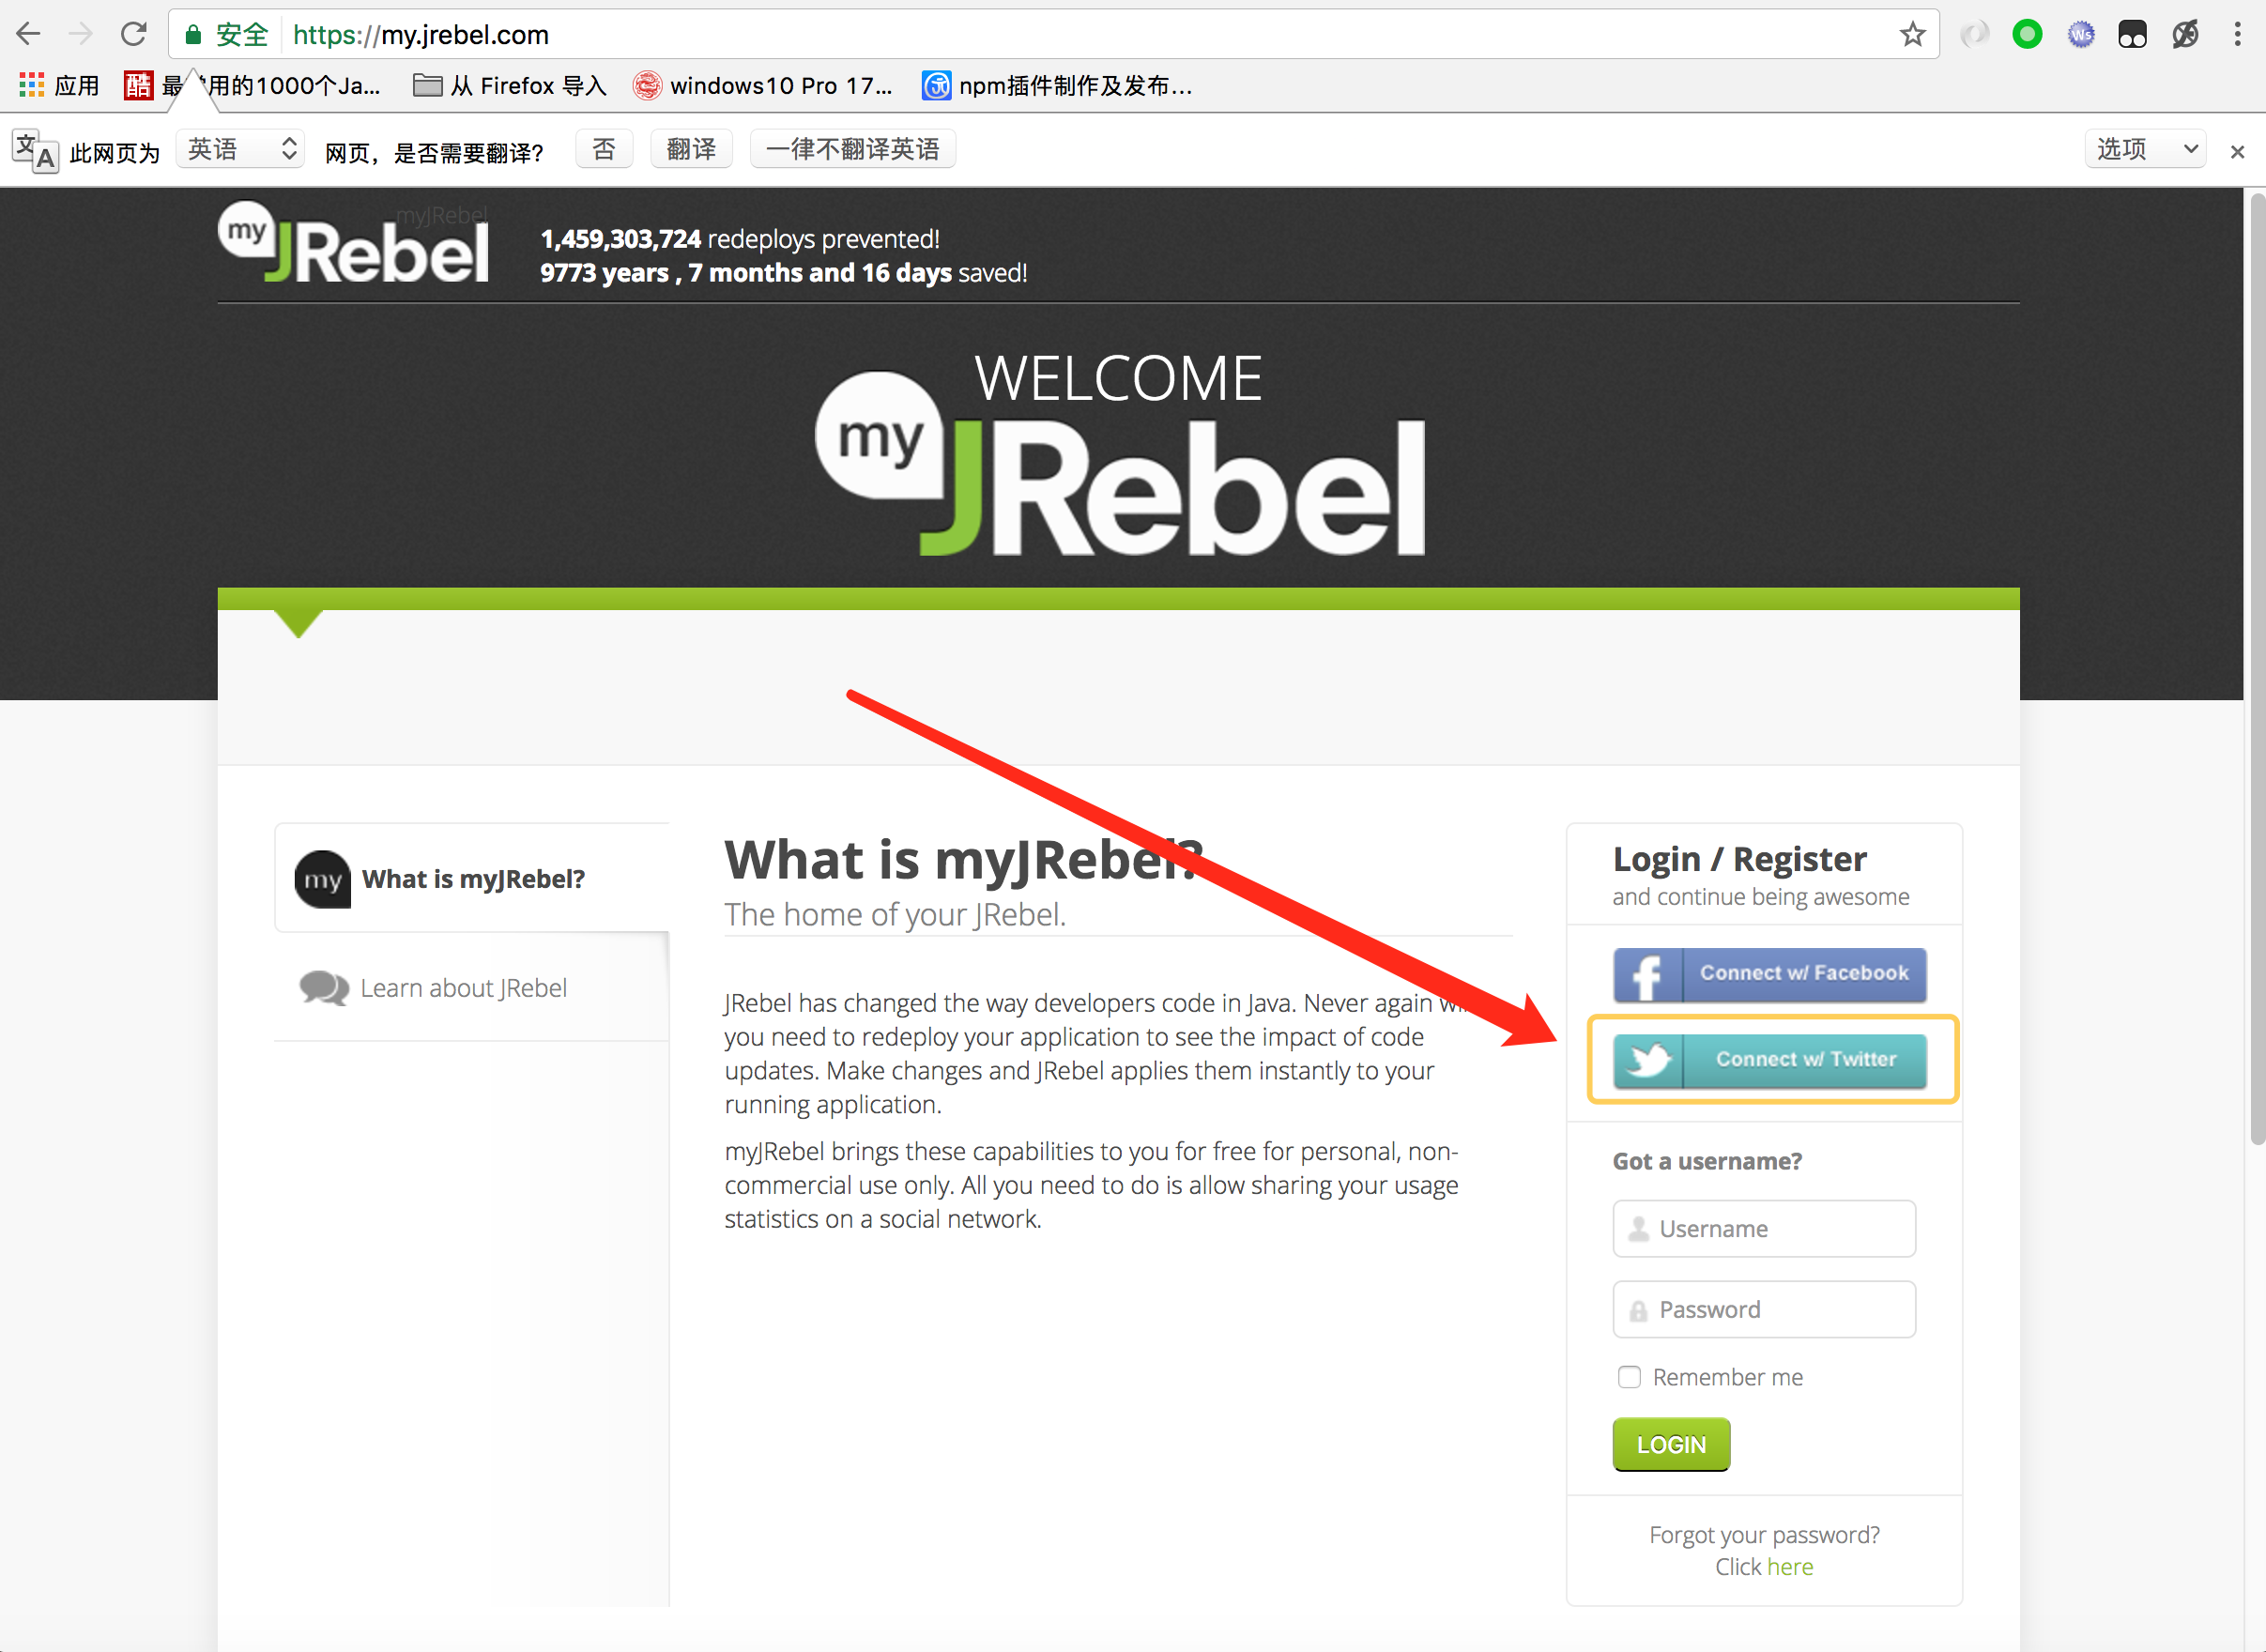 安全 https://my.jrebel.com
应用 酷 最常用的1000个Ja... 从 Firefox 导入 windows10 Pro 17... npm插件制作及发布...
文A 此网页为 英语 网页，是否需要翻译? 否 翻译 一律不翻译英语 选项
myJRebel
my JRebel
1,459,303,724 redeploys prevented!
9773 years , 7 months and 16 days saved!
WELCOME
my JRebel
my What is myJRebel?
Learn about JRebel
What is myJRebel?
The home of your JRebel.
JRebel has changed the way developers code in Java. Never again wi
you need to redeploy your application to see the impact of code
updates. Make changes and JRebel applies them instantly to your
running application.
myJRebel brings these capabilities to you for free for personal, non-
commercial use only. All you need to do is allow sharing your usage
statistics on a social network.
Login / Register
and continue being awesome
f Connect w/ Facebook
Connect w/ Twitter
Got a username?
Username
Password
Remember me
LOGIN
Forgot your password?
Click here